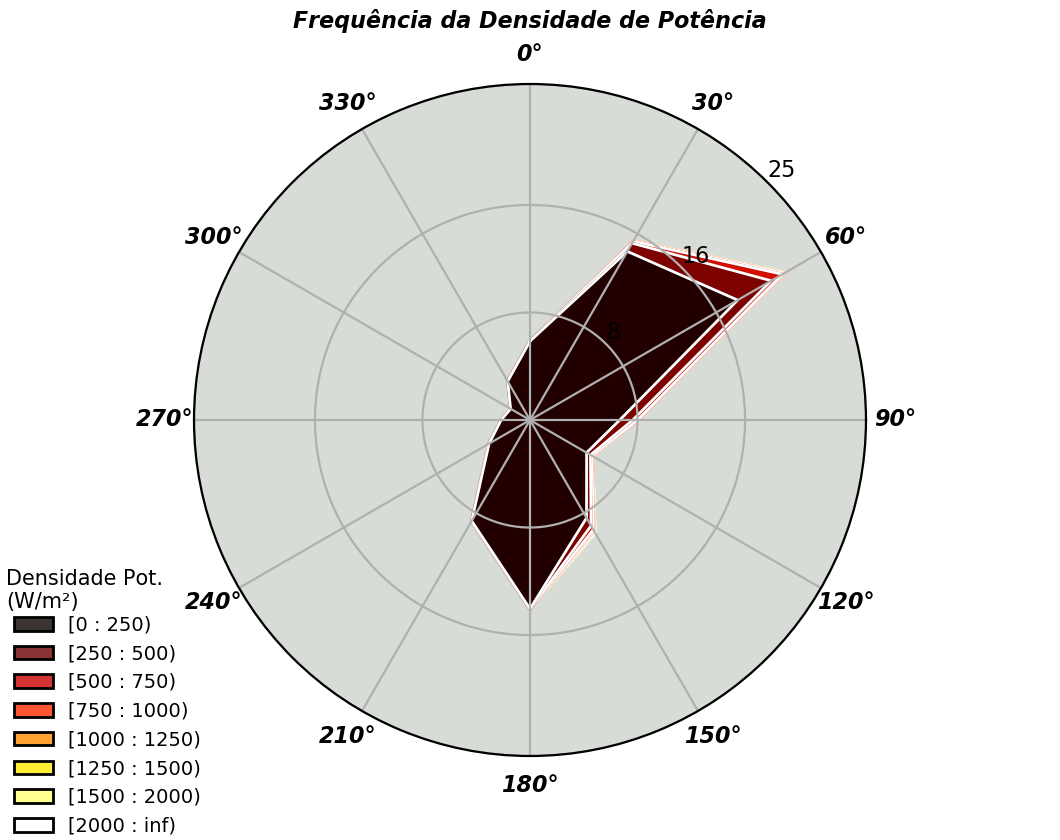 Frequência da Densidade de Potência
0°
330°
30°
25
300°
60°
16
8
270°
90°
Densidade Pot.
(W/m²)
240°
120°
[0 : 250)
[250 : 500)
[500 : 750)
[750 : 1000)
[1000 : 1250)
[1250 : 1500)
[1500 : 2000)
[2000 : inf)
210°
150°
180°